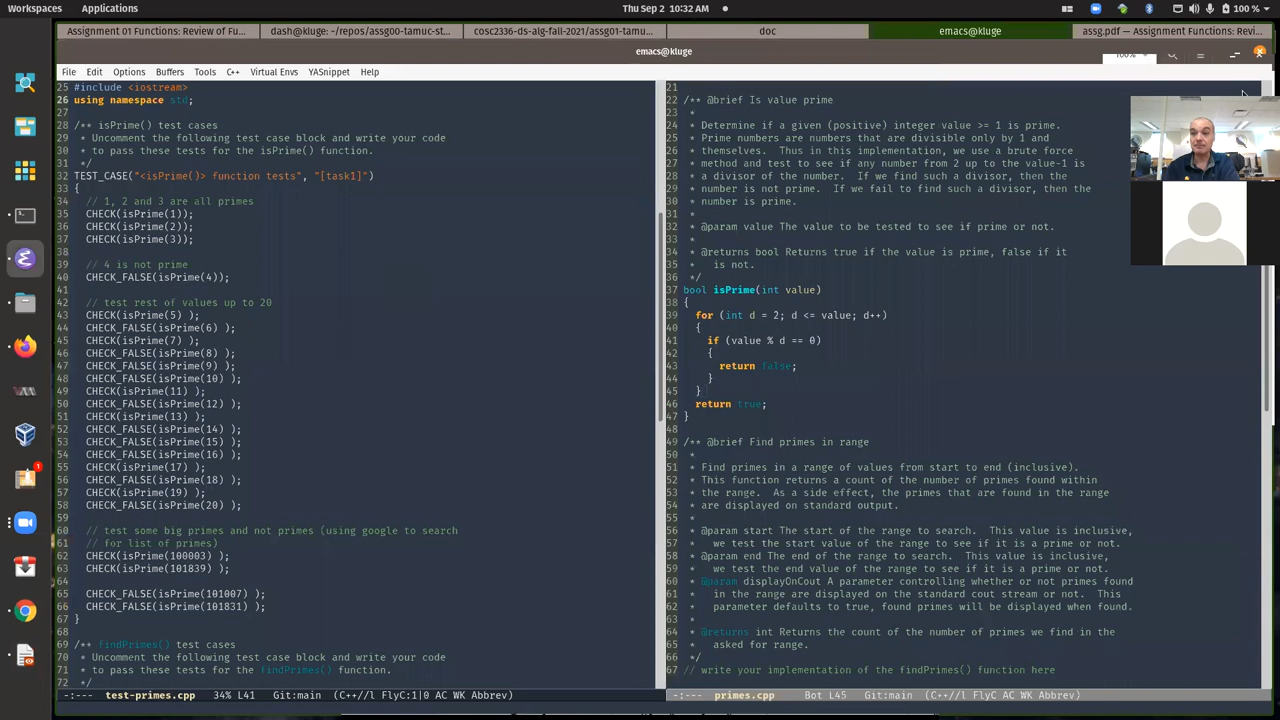 Workspaces Applications Thu Sep 2 10:32 AM 100 %
Assignment 01 Functions: Review of Fu... dash@kluge: ~/repos/assg00-tamuc-st... cosc2336-ds-alg-fall-2021/assg01-tamu... doc emacs@kluge assg.pdf — Assignment Functions: Revi...
emacs@kluge
100%
File Edit Options Buffers Tools C++ Virtual Envs YASnippet Help
25 #include <iostream>
26 using namespace std;
27
28 /** isPrime() test cases
29  * Uncomment the following test case block and write your code
30  * to pass these tests for the isPrime() function.
31  */
32 TEST_CASE("<isPrime()> function tests", "[task1]")
33 {
34   // 1, 2 and 3 are all primes
35   CHECK(isPrime(1));
36   CHECK(isPrime(2));
37   CHECK(isPrime(3));
38
39   // 4 is not prime
40   CHECK_FALSE(isPrime(4));
41
42   // test rest of values up to 20
43   CHECK(isPrime(5) );
44   CHECK_FALSE(isPrime(6) );
45   CHECK(isPrime(7) );
46   CHECK_FALSE(isPrime(8) );
47   CHECK_FALSE(isPrime(9) );
48   CHECK_FALSE(isPrime(10) );
49   CHECK(isPrime(11) );
50   CHECK_FALSE(isPrime(12) );
51   CHECK(isPrime(13) );
52   CHECK_FALSE(isPrime(14) );
53   CHECK_FALSE(isPrime(15) );
54   CHECK_FALSE(isPrime(16) );
55   CHECK(isPrime(17) );
56   CHECK_FALSE(isPrime(18) );
57   CHECK(isPrime(19) );
58   CHECK_FALSE(isPrime(20) );
59
60   // test some big primes and not primes (using google to search
61   // for list of primes)
62   CHECK(isPrime(100003) );
63   CHECK(isPrime(101839) );
64
65   CHECK_FALSE(isPrime(101007) );
66   CHECK_FALSE(isPrime(101831) );
67 }
68
69 /** findPrimes() test cases
70  * Uncomment the following test case block and write your code
71  * to pass these tests for the findPrimes() function.
72  */
-:--- test-primes.cpp 34% L41 Git:main (C++//l FlyC:1|0 AC WK Abbrev)
21
22 /** @brief Is value prime
23  *
24  * Determine if a given (positive) integer value >= 1 is prime.
25  * Prime numbers are numbers that are divisible only by 1 and
26  * themselves. Thus in this implementation, we use a brute force
27  * method and test to see if any number from 2 up to the value-1 is
28  * a divisor of the number. If we find such a divisor, then the
29  * number is not prime. If we fail to find such a divisor, then the
30  * number is prime.
31  *
32  * @param value The value to be tested to see if prime or not.
33  *
34  * @returns bool Returns true if the value is prime, false if it
35  *   is not.
36  */
37 bool isPrime(int value)
38 {
39   for (int d = 2; d <= value; d++)
40   {
41     if (value % d == 0)
42     {
43       return false;
44     }
45   }
46   return true;
47 }
48
49 /** @brief Find primes in range
50  *
51  * Find primes in a range of values from start to end (inclusive).
52  * This function returns a count of the number of primes found within
53  * the range. As a side effect, the primes that are found in the range
54  * are displayed on standard output.
55  *
56  * @param start The start of the range to search. This value is inclusive,
57  *   we test the start value of the range to see if it is a prime or not.
58  * @param end The end of the range to search. This value is inclusive,
59  *   we test the end value of the range to see if it is a prime or not.
60  * @param displayOnCout A parameter controlling whether or not primes found
61  *   in the range are displayed on the standard cout stream or not. This
62  *   parameter defaults to true, found primes will be displayed when found.
63  *
64  * @returns int Returns the count of the number of primes we find in the
65  *   asked for range.
66  */
67 // write your implementation of the findPrimes() function here
-:--- primes.cpp Bot L45 Git:main (C++//l FlyC AC WK Abbrev)
1